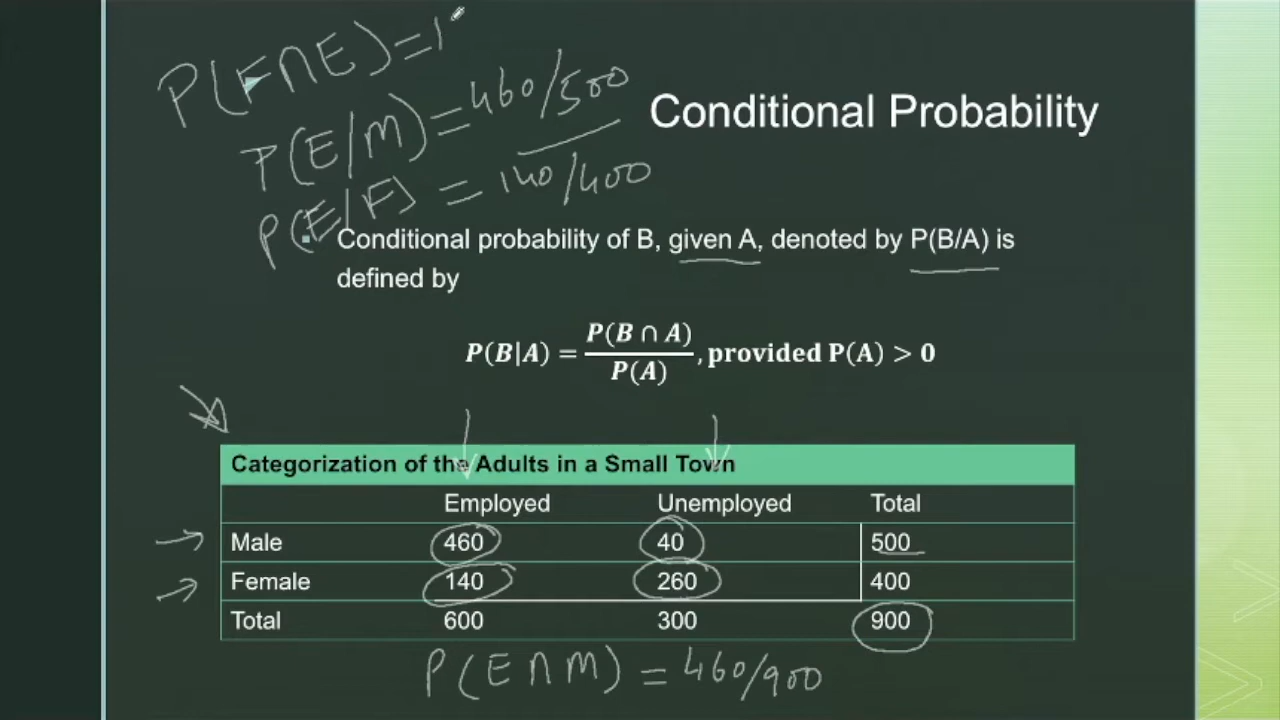 P(F∩E)=1
P(E/M)=460/500
P(E/F)=140/400
Conditional Probability
Conditional probability of B, given A, denoted by P(B/A) is
defined by
P(B|A) = P(B ∩ A) / P(A), provided P(A) > 0
Categorization of the Adults in a Small Town
Employed Unemployed Total
Male 460 40 500
Female 140 260 400
Total 600 300 900
P(E∩M)=460/900